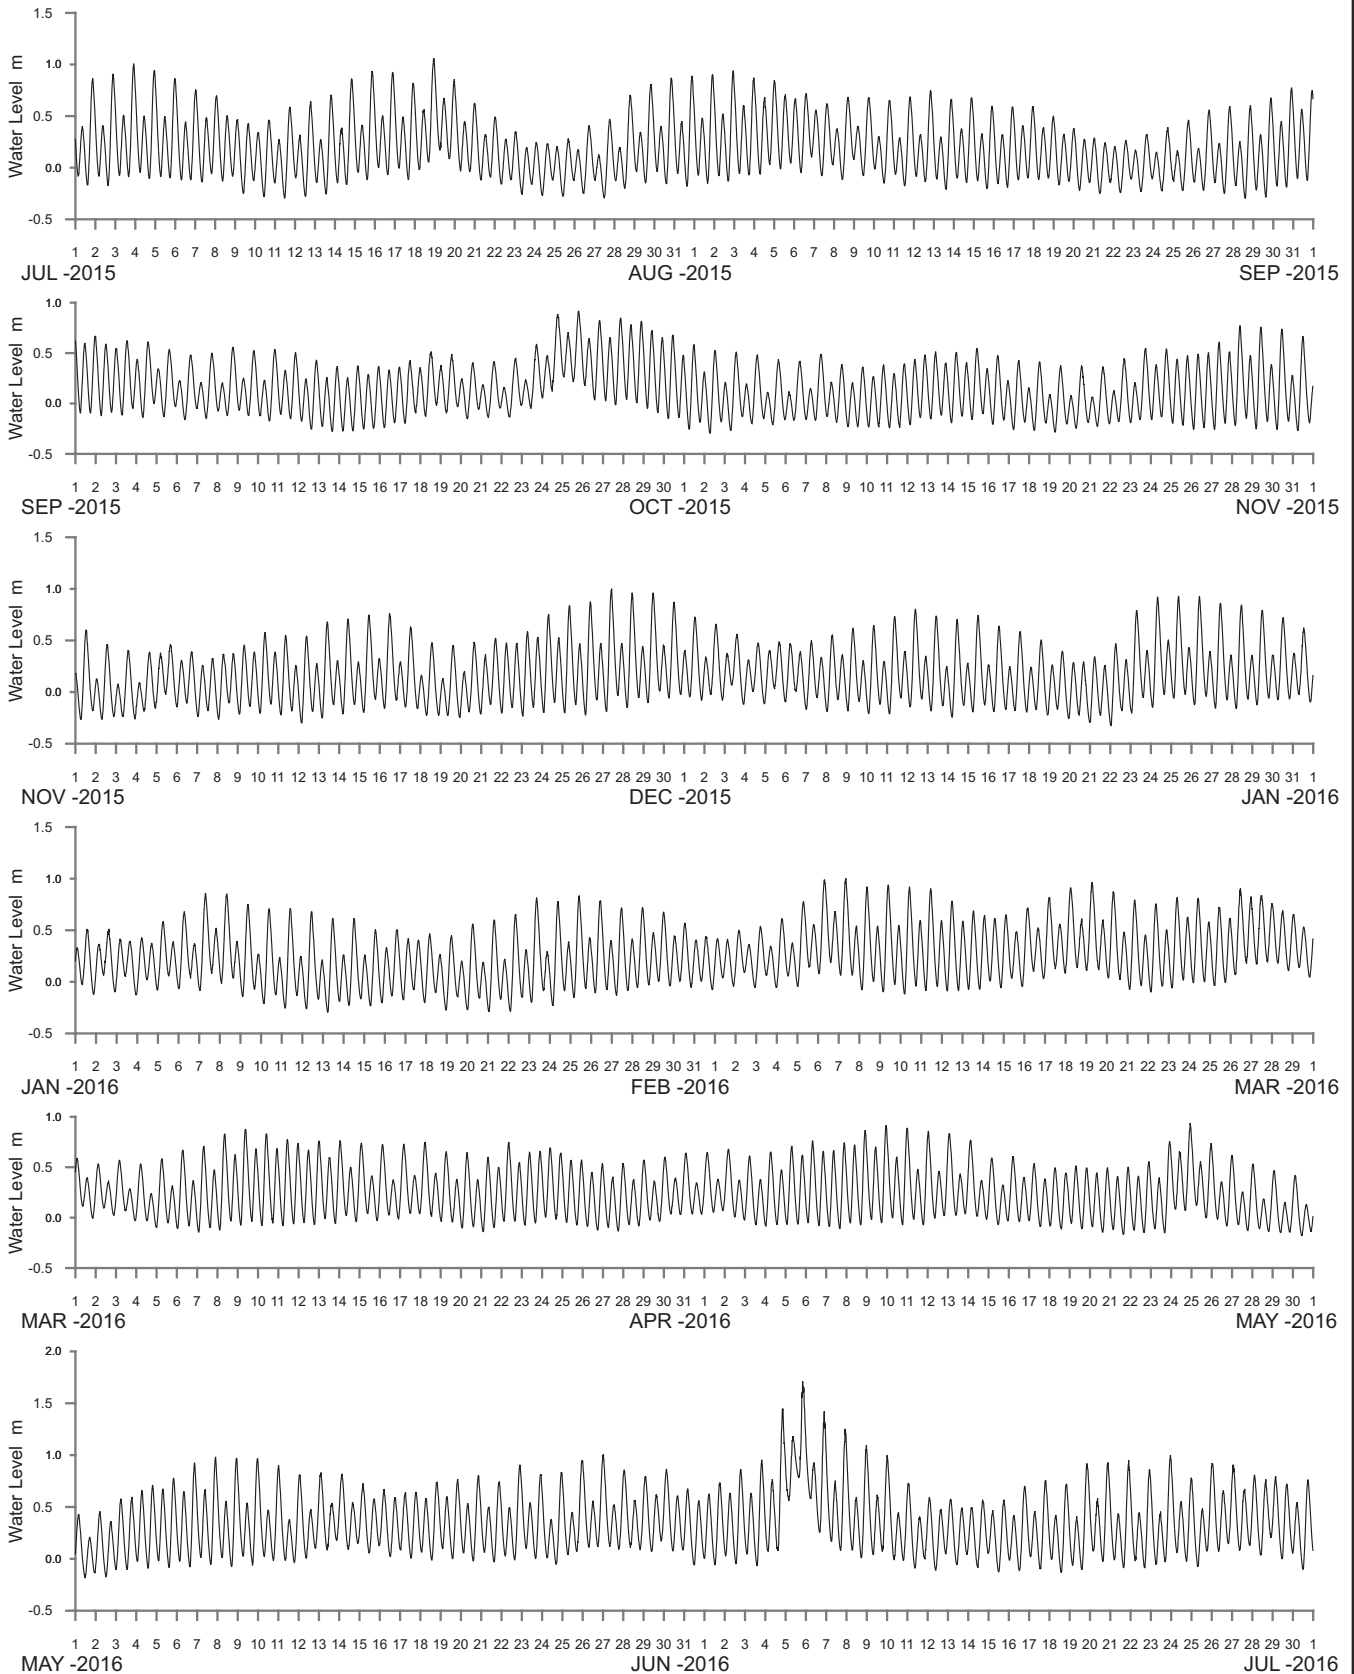 1.5
1.0
0.5
0.0
-0.5
Water Level m
1 2 3 4 5 6 7 8 9 10 11 12 13 14 15 16 17 18 19 20 21 22 23 24 25 26 27 28 29 30 31 1 2 3 4 5 6 7 8 9 10 11 12 13 14 15 16 17 18 19 20 21 22 23 24 25 26 27 28 29 30 31 1
JUL -2015 AUG -2015 SEP -2015
1.0
0.5
0.0
-0.5
Water Level m
1 2 3 4 5 6 7 8 9 10 11 12 13 14 15 16 17 18 19 20 21 22 23 24 25 26 27 28 29 30 1 2 3 4 5 6 7 8 9 10 11 12 13 14 15 16 17 18 19 20 21 22 23 24 25 26 27 28 29 30 31 1
SEP -2015 OCT -2015 NOV -2015
1.5
1.0
0.5
0.0
-0.5
Water Level m
1 2 3 4 5 6 7 8 9 10 11 12 13 14 15 16 17 18 19 20 21 22 23 24 25 26 27 28 29 30 1 2 3 4 5 6 7 8 9 10 11 12 13 14 15 16 17 18 19 20 21 22 23 24 25 26 27 28 29 30 31 1
NOV -2015 DEC -2015 JAN -2016
1.5
1.0
0.5
0.0
-0.5
Water Level m
1 2 3 4 5 6 7 8 9 10 11 12 13 14 15 16 17 18 19 20 21 22 23 24 25 26 27 28 29 30 31 1 2 3 4 5 6 7 8 9 10 11 12 13 14 15 16 17 18 19 20 21 22 23 24 25 26 27 28 29 1
JAN -2016 FEB -2016 MAR -2016
1.0
0.5
0.0
-0.5
Water Level m
1 2 3 4 5 6 7 8 9 10 11 12 13 14 15 16 17 18 19 20 21 22 23 24 25 26 27 28 29 30 31 1 2 3 4 5 6 7 8 9 10 11 12 13 14 15 16 17 18 19 20 21 22 23 24 25 26 27 28 29 30 1
MAR -2016 APR -2016 MAY -2016
2.0
1.5
1.0
0.5
0.0
-0.5
Water Level m
1 2 3 4 5 6 7 8 9 10 11 12 13 14 15 16 17 18 19 20 21 22 23 24 25 26 27 28 29 30 31 1 2 3 4 5 6 7 8 9 10 11 12 13 14 15 16 17 18 19 20 21 22 23 24 25 26 27 28 29 30 1
MAY -2016 JUN -2016 JUL -2016